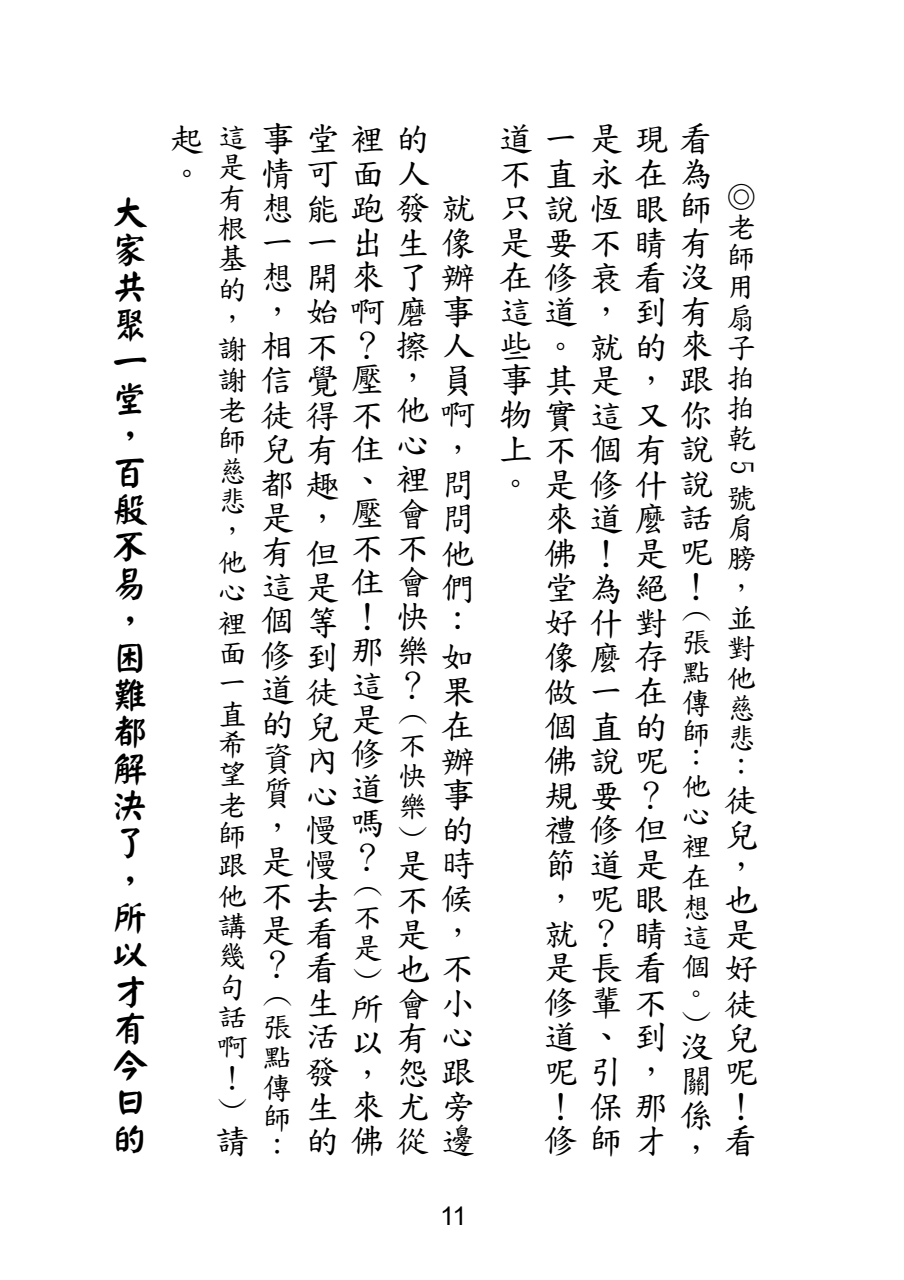 ◎老師用扇子拍拍乾5號肩膀，並對他慈悲：徒兒，也是好徒兒呢！看
看為師有沒有來跟你說說話呢！（張點傳師：他心裡在想這個。）沒關係，
現在眼睛看到的，又有什麼是絕對存在的呢？但是眼睛看不到，那才
是永恆不衰，就是這個修道！為什麼一直說要修道呢？長輩、引保師
一直說要修道。其實不是來佛堂好像做個佛規禮節，就是修道呢！修
道不只是在這些事物上。
就像辦事人員啊，問問他們：如果在辦事的時候，不小心跟旁邊
的人發生了磨擦，他心裡會不會快樂？（不快樂）是不是也會有怨尤從
裡面跑出來啊？壓不住、壓不住！那這是修道嗎？（不是）所以，來佛
堂可能一開始不覺得有趣，但是等到徒兒內心慢慢去看看生活發生的
事情想一想，相信徒兒都是有這個修道的資質，是不是？（張點傳師：
這是有根基的，謝謝老師慈悲，他心裡面一直希望老師跟他講幾句話啊！）請
起。
大家共聚一堂，百般不易，困難都解決了，所以才有今日的
11